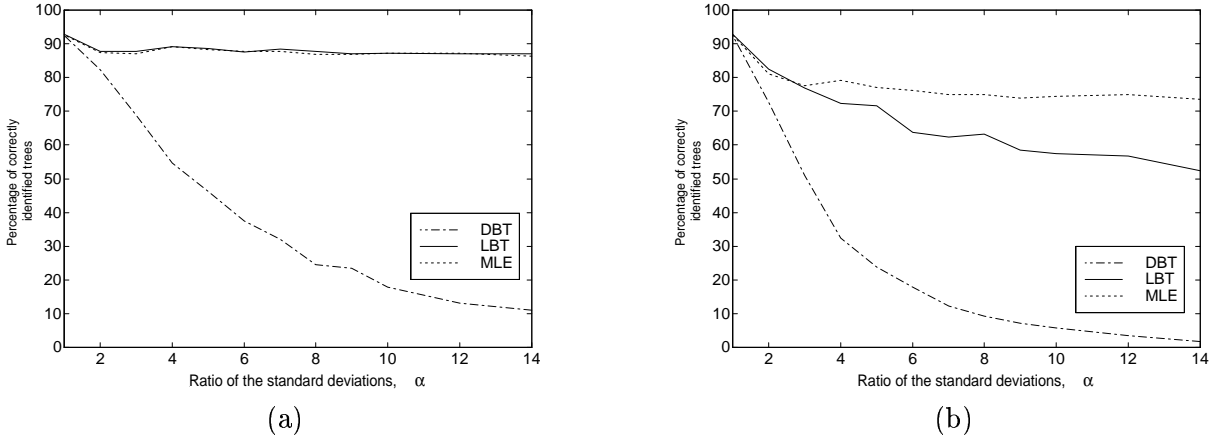 100
90
80
70
60
50
40
30
20
10
0
2 4 6 8 10 12 14
Percentage of correctly
identified trees
Ratio of the standard deviations, α
DBT
LBT
MLE
(a)
100
90
80
70
60
50
40
30
20
10
0
2 4 6 8 10 12 14
Percentage of correctly
identified trees
Ratio of the standard deviations, α
DBT
LBT
MLE
(b)